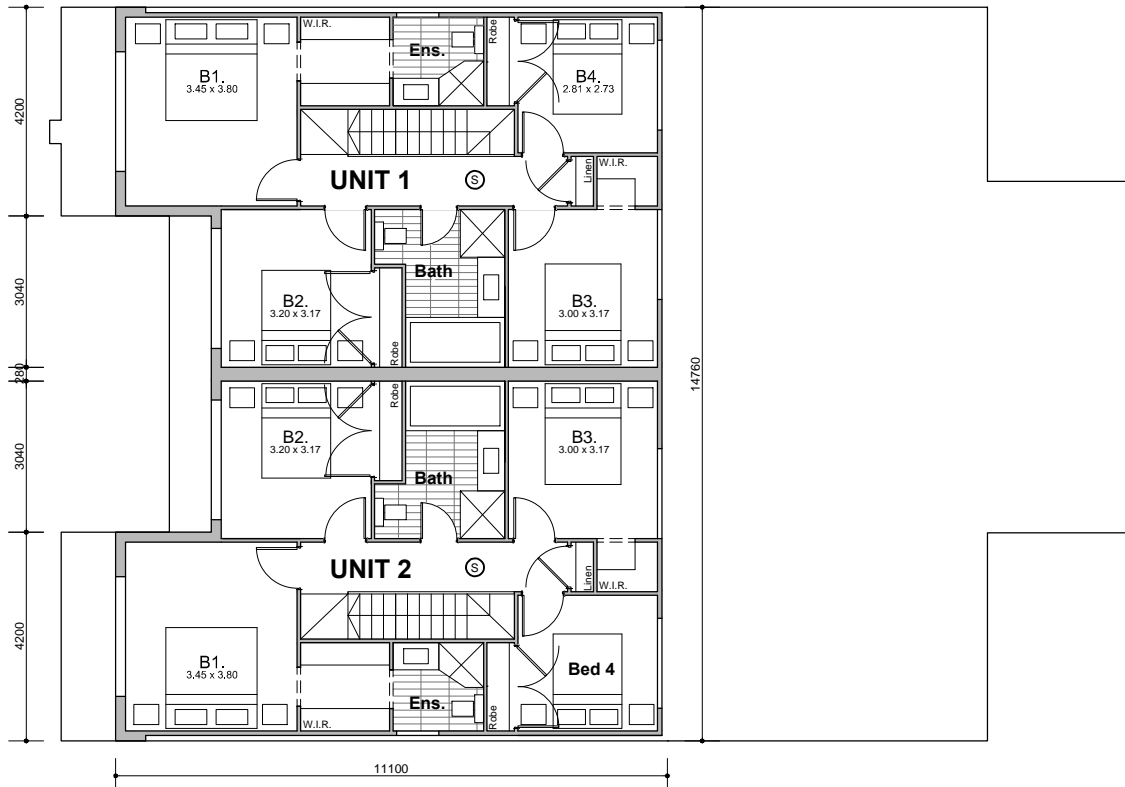 W.I.R.
Ens.
Robe
B1.
3.45 x 3.80
B4.
2.81 x 2.73
4200
UNIT 1
S
Linen
W.I.R.
3040
Bath
B2.
3.20 x 3.17
B3.
3.00 x 3.17
Robe
280
14760
Robe
B2.
3.20 x 3.17
B3.
3.00 x 3.17
3040
Bath
UNIT 2
S
Linen
W.I.R.
4200
B1.
3.45 x 3.80
Bed 4
Ens.
W.I.R.
Robe
11100